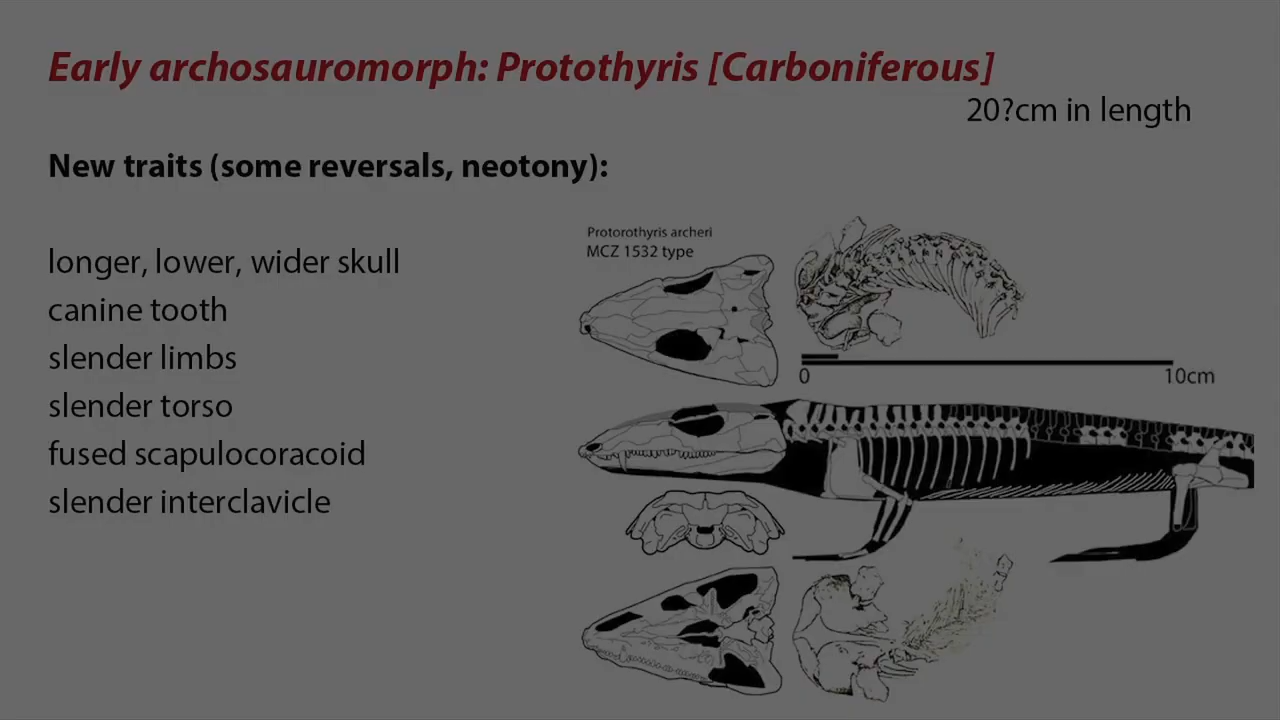 Early archosauromorph: Protothyris [Carboniferous]
20?cm in length
New traits (some reversals, neotony):
longer, lower, wider skull
canine tooth
slender limbs
slender torso
fused scapulocoracoid
slender interclavicle
Protorothyris archeri
MCZ 1532 type
0 10cm